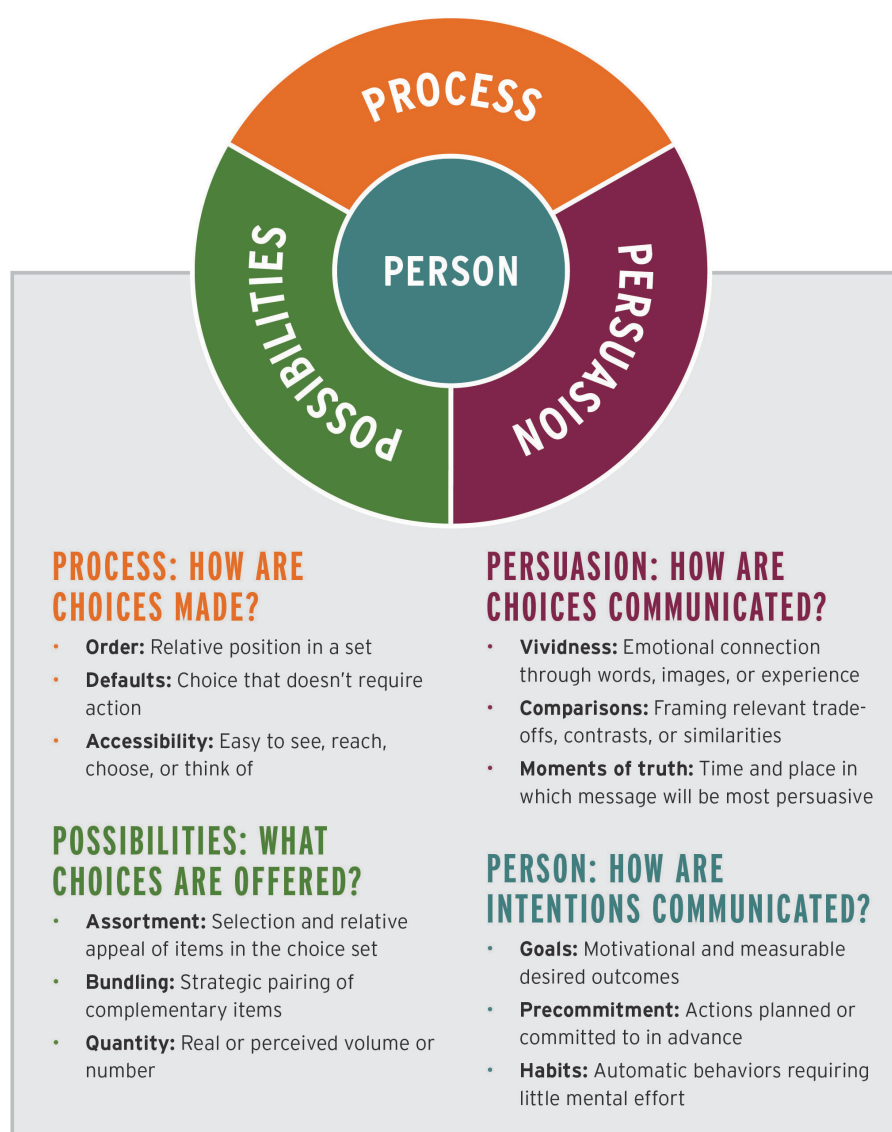 PROCESS
PERSON
POSSIBILITIES
PERSUASION
PROCESS: HOW ARE
CHOICES MADE?
• Order: Relative position in a set
• Defaults: Choice that doesn't require
action
• Accessibility: Easy to see, reach,
choose, or think of
POSSIBILITIES: WHAT
CHOICES ARE OFFERED?
• Assortment: Selection and relative
appeal of items in the choice set
• Bundling: Strategic pairing of
complementary items
• Quantity: Real or perceived volume or
number
PERSUASION: HOW ARE
CHOICES COMMUNICATED?
• Vividness: Emotional connection
through words, images, or experience
• Comparisons: Framing relevant trade-
offs, contrasts, or similarities
• Moments of truth: Time and place in
which message will be most persuasive
PERSON: HOW ARE
INTENTIONS COMMUNICATED?
• Goals: Motivational and measurable
desired outcomes
• Precommitment: Actions planned or
committed to in advance
• Habits: Automatic behaviors requiring
little mental effort